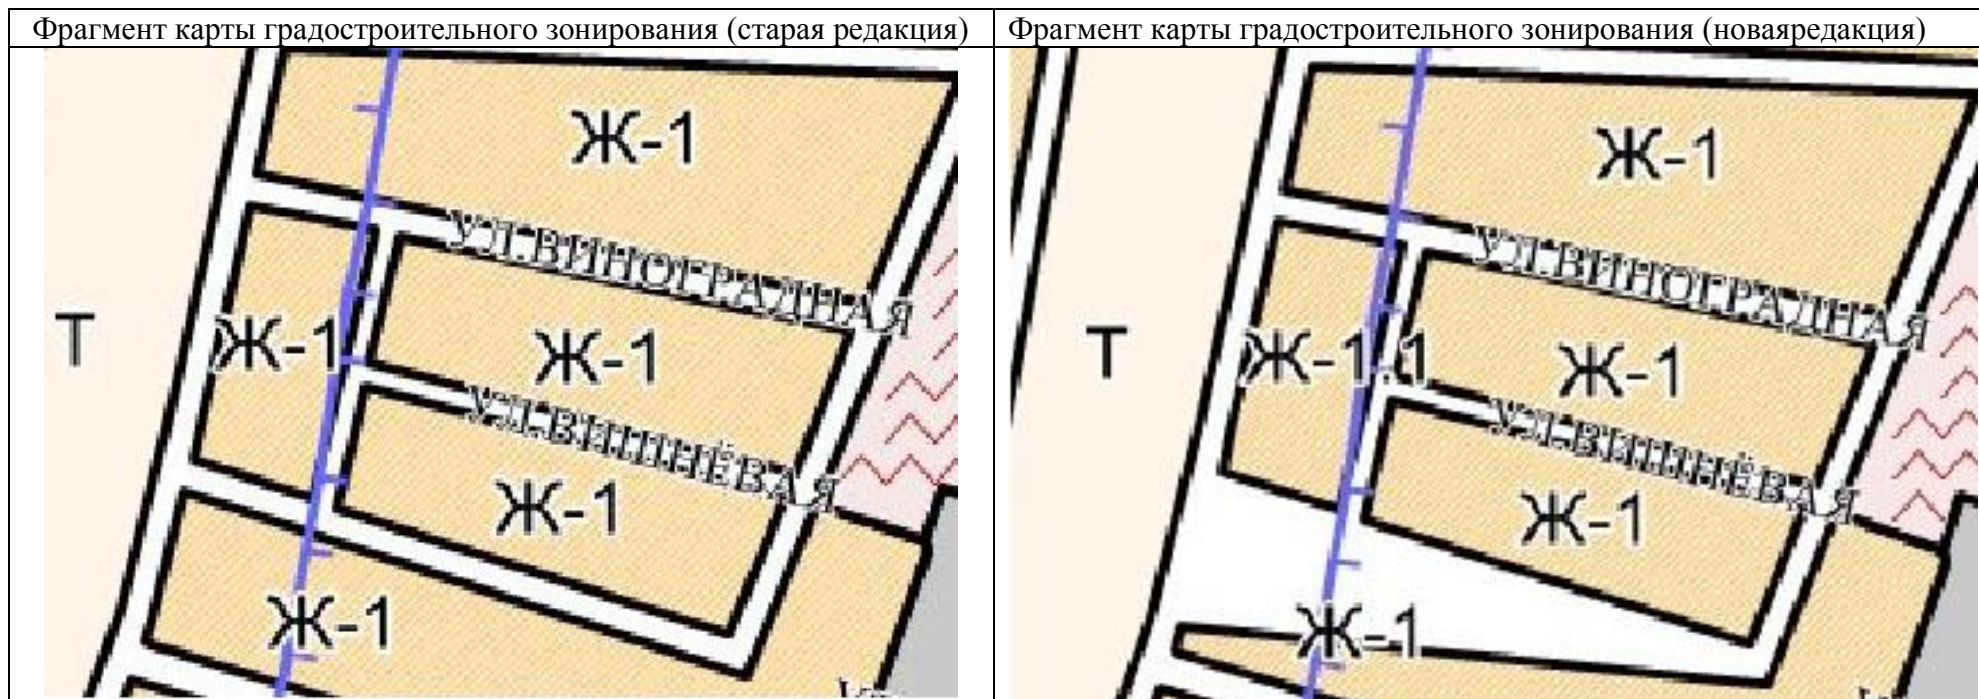 Фрагмент карты градостроительного зонирования (старая редакция)
Фрагмент карты градостроительного зонирования (новаяредакция)
Ж-1
УЛ.ВИНОГРАДНАЯ
Т
Ж-1
Ж-1
УЛ.ВИШНЁВАЯ
Ж-1
Ж-1
Ж-1
УЛ.ВИНОГРАДНАЯ
Т
Ж-1.1
Ж-1
УЛ.ВИШНЁВАЯ
Ж-1
Ж-1